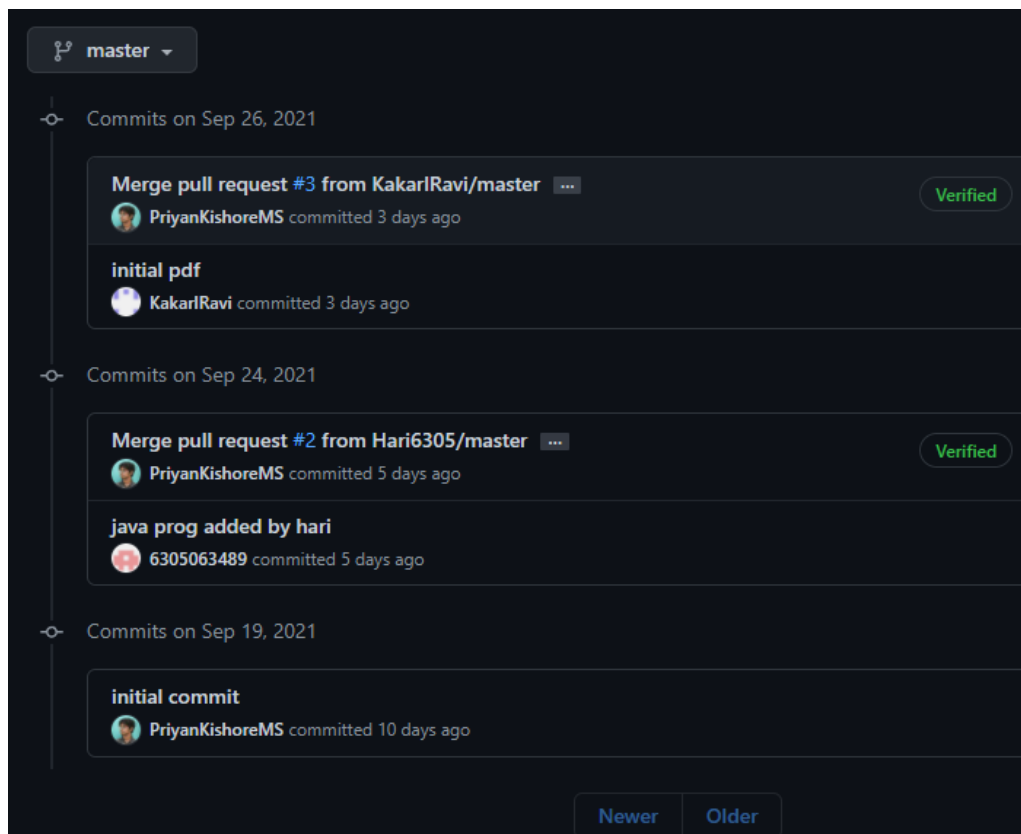 master
Commits on Sep 26, 2021
Merge pull request #3 from KakarlRavi/master ...
Verified
PriyanKishoreMS committed 3 days ago
initial pdf
KakarlRavi committed 3 days ago
Commits on Sep 24, 2021
Merge pull request #2 from Hari6305/master ...
Verified
PriyanKishoreMS committed 5 days ago
java prog added by hari
6305063489 committed 5 days ago
Commits on Sep 19, 2021
initial commit
PriyanKishoreMS committed 10 days ago
Newer Older